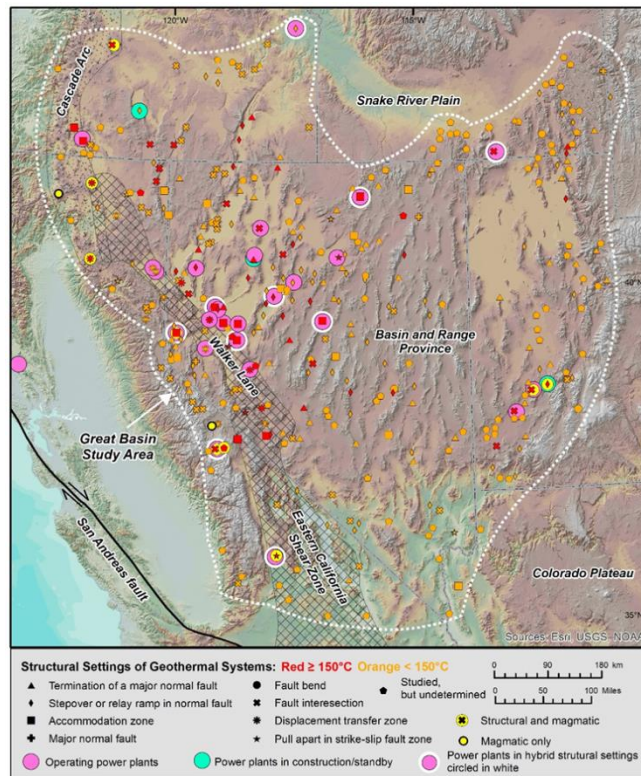 120°W
115°W
Cascade Arc
Snake River Plain
40°N
Basin and Range
Province
Walker Lane
Great Basin
Study Area
San Andreas fault
Eastern California
Shear Zone
Colorado Plateau
35°N
Sources: Esri, USGS, NOAA
Structural Settings of Geothermal Systems: Red ≥ 150°C Orange < 150°C
0 90 180 km
0 50 100 Miles
Termination of a major normal fault
Stepover or relay ramp in normal fault
Accommodation zone
Major normal fault
Fault bend
Fault interesection
Displacement transfer zone
Pull apart in strike-slip fault zone
Studied,
but undetermined
Structural and magmatic
Magmatic only
Operating power plants
Power plants in construction/standby
Power plants in hybrid strutural settings
circled in white